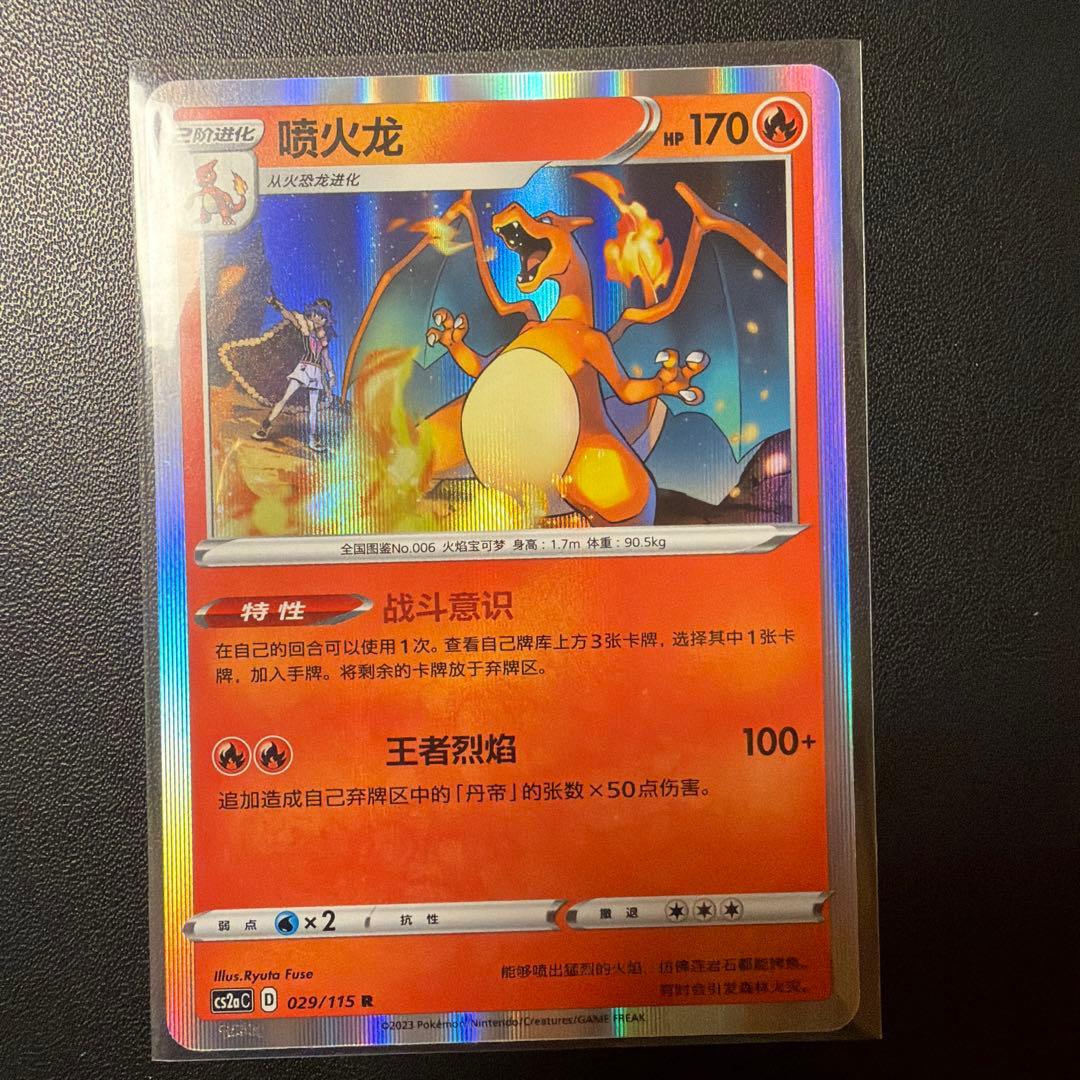 2阶进化 喷火龙 HP 170
从火恐龙进化
全国图鉴No.006 火焰宝可梦 身高：1.7m 体重：90.5kg
特性 战斗意识
在自己的回合可以使用1次。查看自己牌库上方3张卡牌，选择其中1张卡
牌，加入手牌。将剩余的卡牌放于弃牌区。
王者烈焰 100+
追加造成自己弃牌区中的「丹帝」的张数×50点伤害。
弱点 ×2 抗性 撤退
Illus.Ryuta Fuse
能够喷出猛烈的火焰，仿佛连岩石都能烤焦。
有时会引发森林火灾。
cs2aC D 029/115 R
©2023 Pokémon/Nintendo/Creatures/GAME FREAK